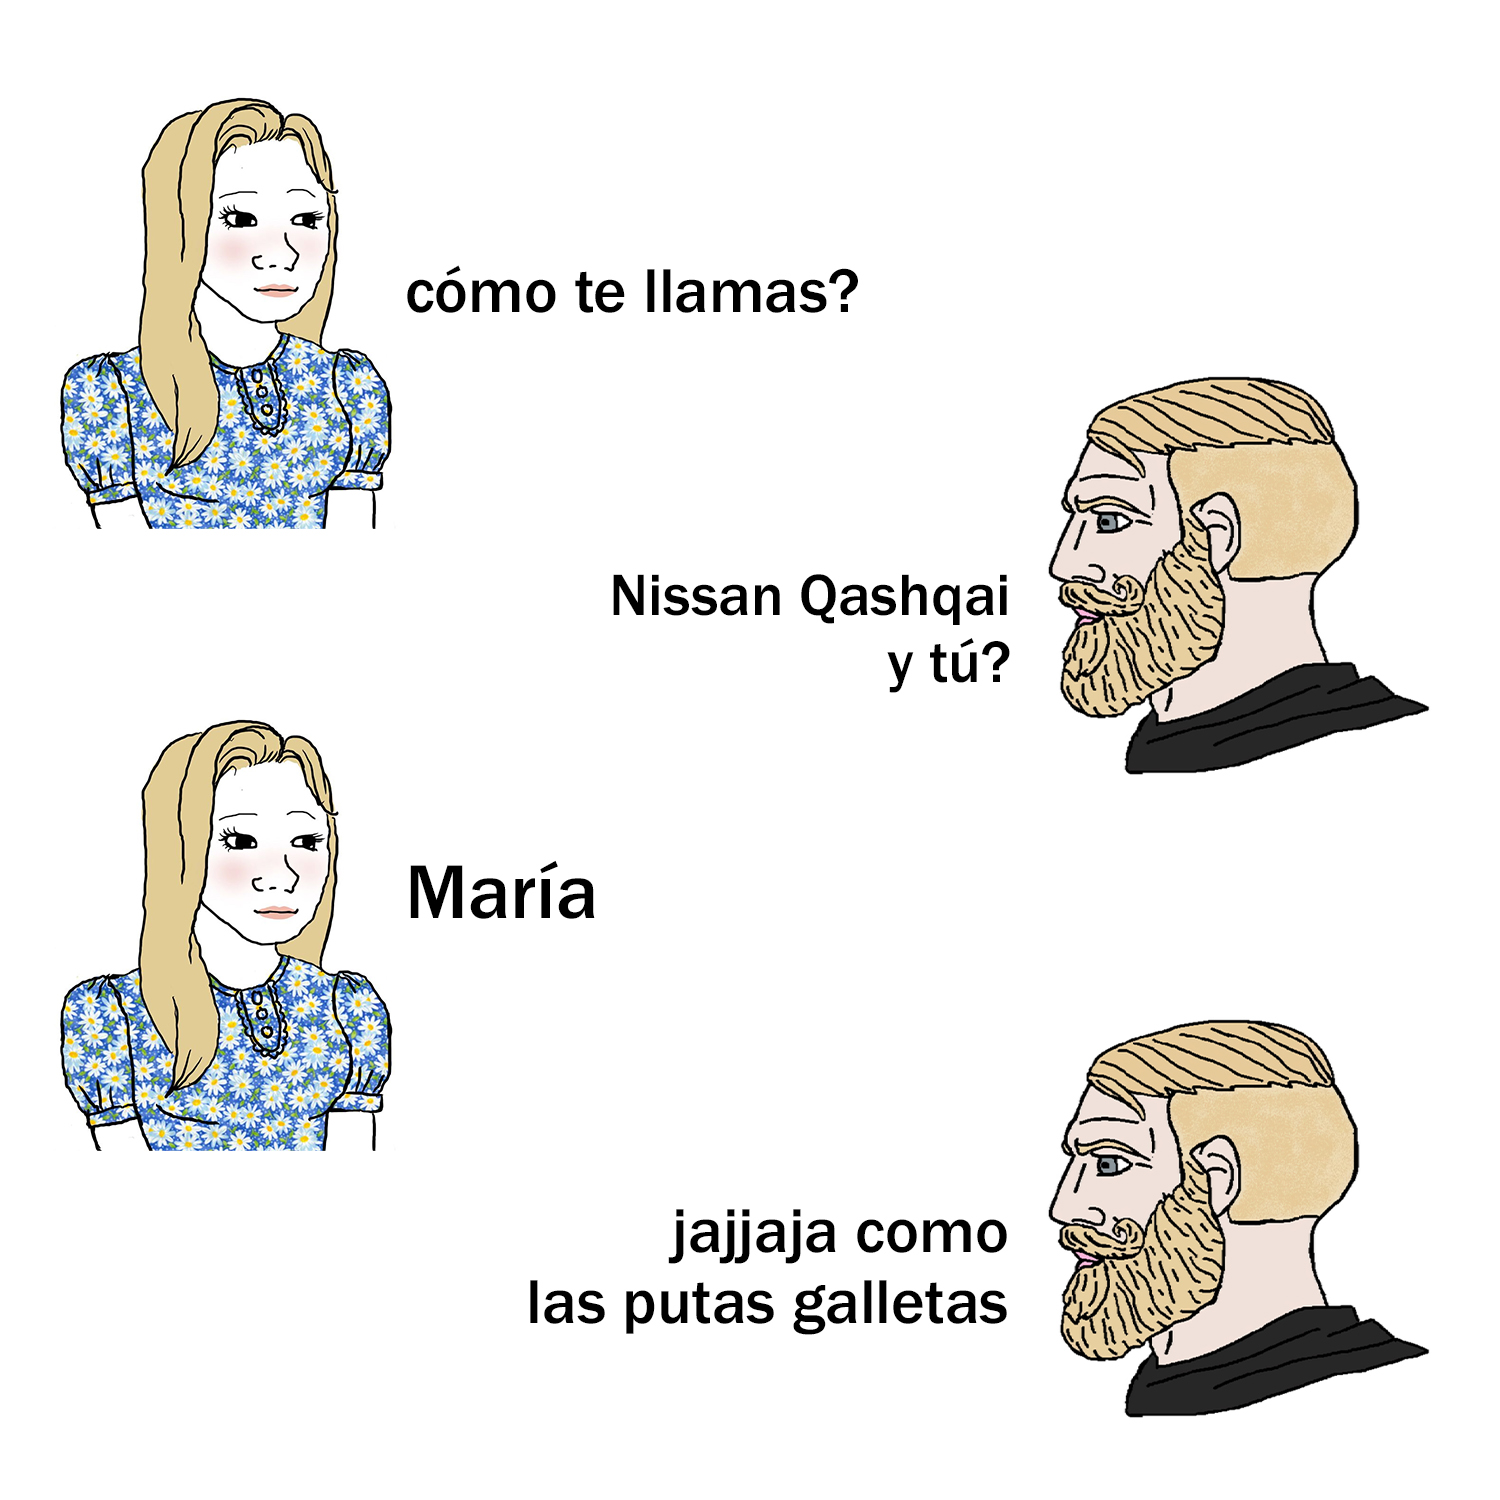 cómo te llamas?
Nissan Qashqai
y tú?
María
jajjaja como
las putas galletas